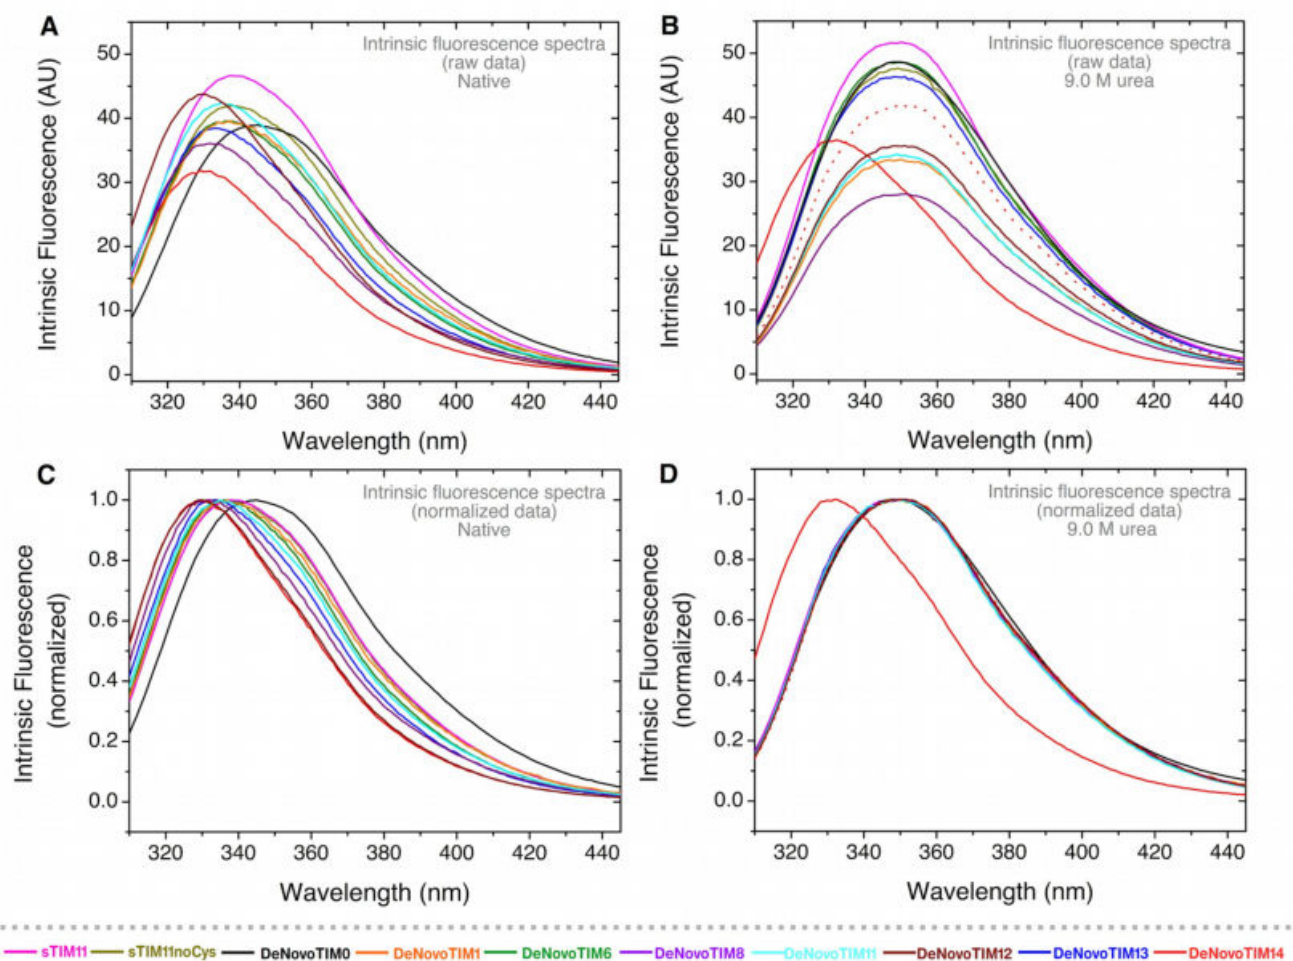 A
Intrinsic fluorescence spectra
(raw data)
Native
Intrinsic Fluorescence (AU)
50
40
30
20
10
0
320 340 360 380 400 420 440
Wavelength (nm)
B
Intrinsic fluorescence spectra
(raw data)
9.0 M urea
Intrinsic Fluorescence (AU)
50
40
30
20
10
0
320 340 360 380 400 420 440
Wavelength (nm)
C
Intrinsic fluorescence spectra
(normalized data)
Native
Intrinsic Fluorescence
(normalized)
1.0
0.8
0.6
0.4
0.2
0.0
320 340 360 380 400 420 440
Wavelength (nm)
D
Intrinsic fluorescence spectra
(normalized data)
9.0 M urea
Intrinsic Fluorescence
(normalized)
1.0
0.8
0.6
0.4
0.2
0.0
320 340 360 380 400 420 440
Wavelength (nm)
sTIM11 sTIM11noCys DeNovoTIM0 DeNovoTIM1 DeNovoTIM6 DeNovoTIM8 DeNovoTIM11 DeNovoTIM12 DeNovoTIM13 DeNovoTIM14